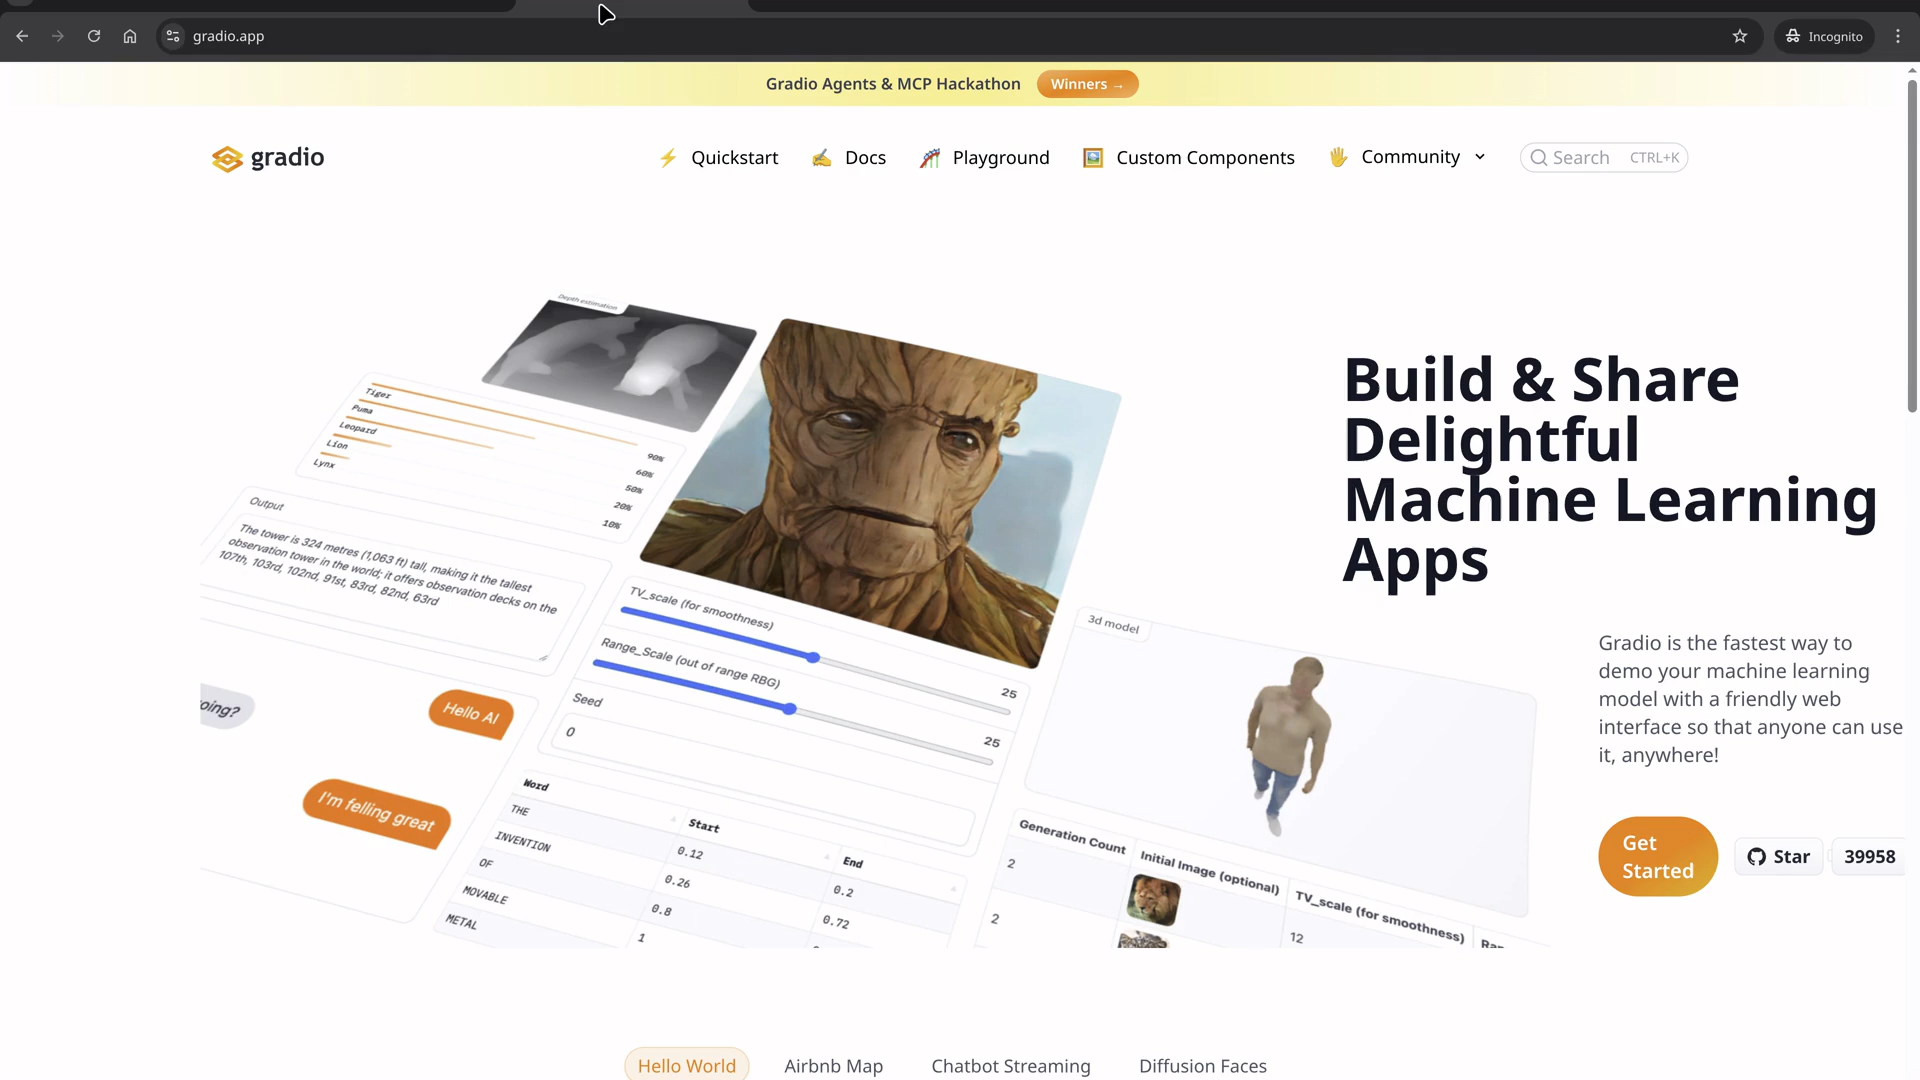 gradio.app
Incognito
Gradio Agents & MCP Hackathon Winners →
gradio
Quickstart
Docs
Playground
Custom Components
Community
Search CTRL+K
Depth estimation
Tiger
Puma
Leopard
Lion
Lynx
90%
60%
50%
20%
10%
Output
The tower is 324 metres (1,063 ft) tall, making it the tallest
observation tower in the world; it offers observation decks on the
107th, 103rd, 102nd, 91st, 83rd, 82nd, 63rd
oing?
Hello AI
I'm felling great
TV_scale (for smoothness)
25
Range_Scale (out of range RBG)
25
Seed
0
Word Start End
THE 0.12 0.2
INVENTION 0.26 0.72
OF 0.8
MOVABLE 1
METAL
3d model
Generation Count Initial Image (optional) TV_scale (for smoothness)
2 12
2
Build & Share
Delightful
Machine Learning
Apps
Gradio is the fastest way to
demo your machine learning
model with a friendly web
interface so that anyone can use
it, anywhere!
Get
Started
Star
39958
Hello World
Airbnb Map
Chatbot Streaming
Diffusion Faces